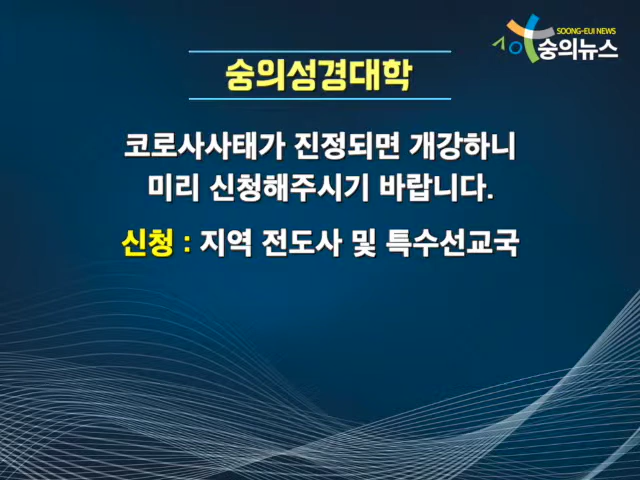 SOONG-EUI NEWS
숭의뉴스
숭의성경대학
코로사사태가 진정되면 개강하니
미리 신청해주시기 바랍니다.
신청 : 지역 전도사 및 특수선교국